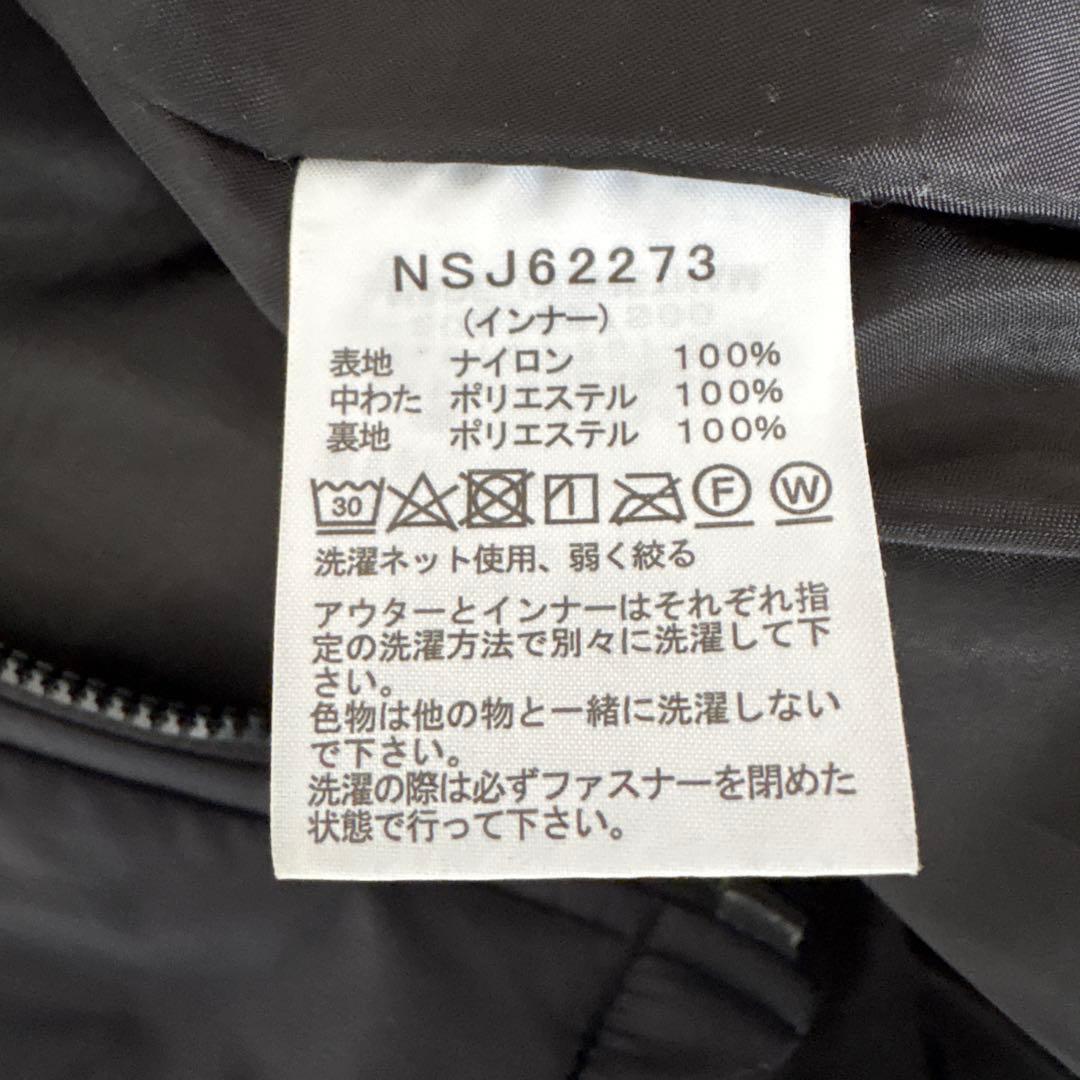 NSJ62273
(インナー)
表地 ナイロン 100%
中わた ポリエステル 100%
裏地 ポリエステル 100%
30 F W
洗濯ネット使用、弱く絞る
アウターとインナーはそれぞれ指
定の洗濯方法で別々に洗濯して下
さい。
色物は他の物と一緒に洗濯しない
で下さい。
洗濯の際は必ずファスナーを閉めた
状態で行って下さい。